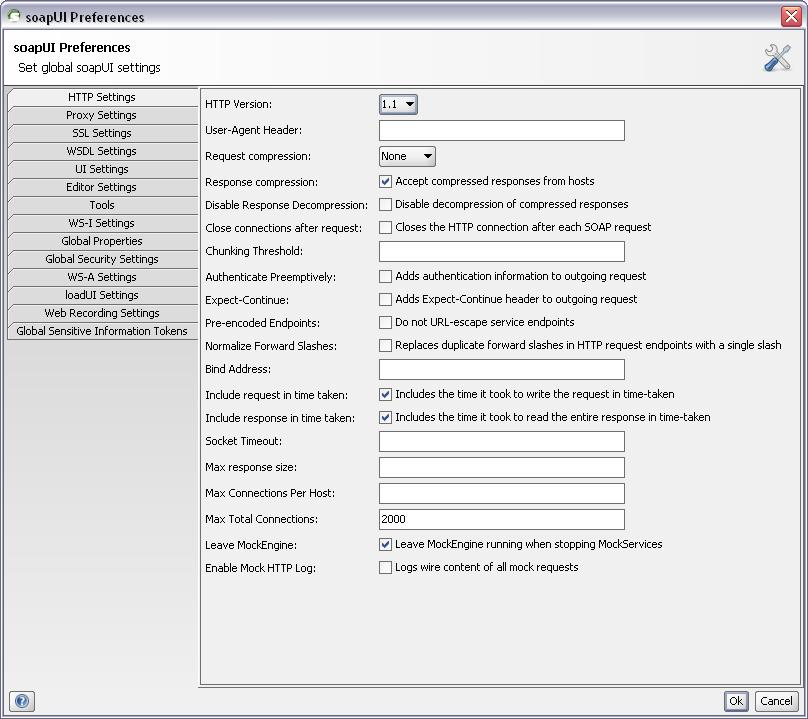 soapUI Preferences
soapUI Preferences
Set global soapUI settings
HTTP Settings
Proxy Settings
SSL Settings
WSDL Settings
UI Settings
Editor Settings
Tools
WS-I Settings
Global Properties
Global Security Settings
WS-A Settings
loadUI Settings
Web Recording Settings
Global Sensitive Information Tokens
HTTP Version: 1.1
User-Agent Header:
Request compression: None
Response compression: Accept compressed responses from hosts
Disable Response Decompression: Disable decompression of compressed responses
Close connections after request: Closes the HTTP connection after each SOAP request
Chunking Threshold:
Authenticate Preemptively: Adds authentication information to outgoing request
Expect-Continue: Adds Expect-Continue header to outgoing request
Pre-encoded Endpoints: Do not URL-escape service endpoints
Normalize Forward Slashes: Replaces duplicate forward slashes in HTTP request endpoints with a single slash
Bind Address:
Include request in time taken: Includes the time it took to write the request in time-taken
Include response in time taken: Includes the time it took to read the entire response in time-taken
Socket Timeout:
Max response size:
Max Connections Per Host:
Max Total Connections: 2000
Leave MockEngine: Leave MockEngine running when stopping MockServices
Enable Mock HTTP Log: Logs wire content of all mock requests
? Ok Cancel